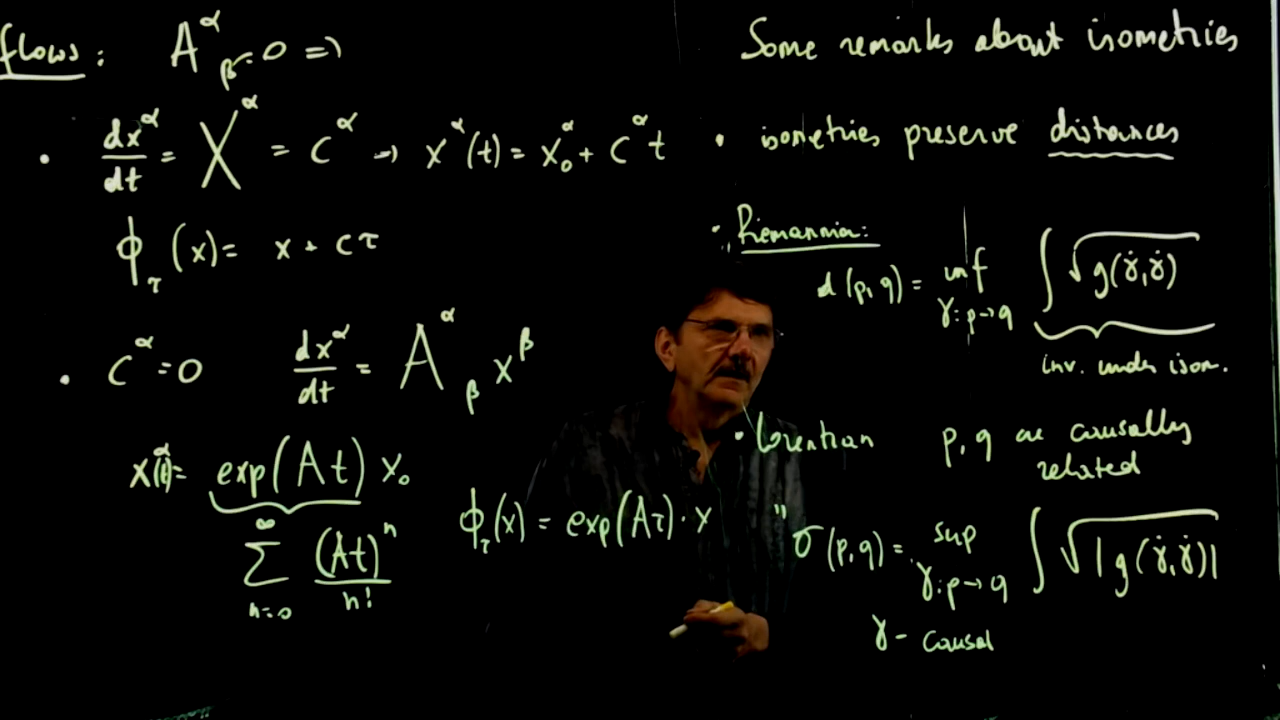 flows: A^α_β = 0 ⇒
• dx^α/dt = X^α = C^α → x^α(t) = x_0^α + C^α t
ϕ_τ(x) = x + cτ
• C^α = 0 dx^α/dt = A^α_β x^β
x^α(t) = exp(At) x_0
∑_{n=0}^∞ (At)^n / n!
ϕ_τ(x) = exp(Aτ)·x
Some remarks about isometries
• isometries preserve distances
• Riemannian:
d(p,q) = inf_{γ:p→q} ∫ √g(γ̇,γ̇)
inv. under isom.
• Lorentzian p,q are causally
related
" σ(p,q) = sup_{γ:p→q} ∫ √|g(γ̇,γ̇)|
γ - causal